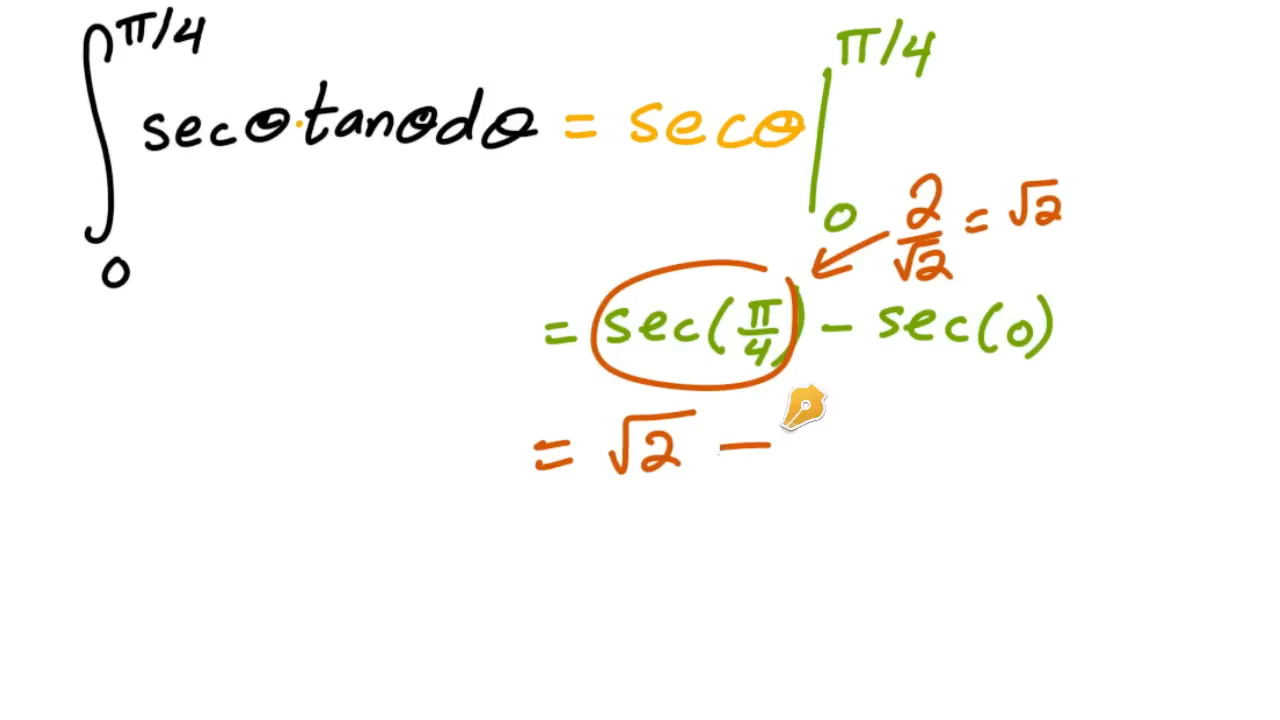 ∫₀^π/4 secθ·tanθdθ = secθ |₀^π/4
2/√2 = √2
= sec(π/4) − sec(0)
= √2 −